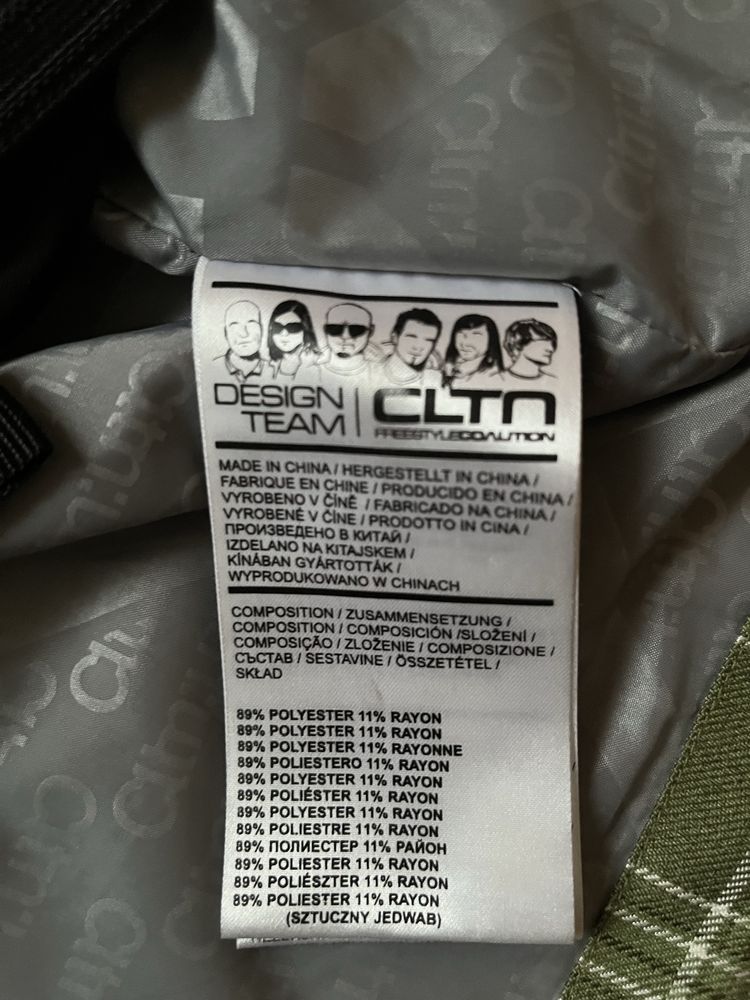 DESIGN
TEAM
CLTN
FREESTYLECOALITION
MADE IN CHINA / HERGESTELLT IN CHINA /
FABRIQUE EN CHINE / PRODUCIDO EN CHINA /
VYROBENO V ČÍNĚ / FABRICADO NA CHINA /
VYROBENÉ V ČINE / PRODOTTO IN CINA /
ПРОИЗВЕДЕНО В КИТАЙ /
IZDELANO NA KITAJSKEM /
KÍNÁBAN GYÁRTOTTÁK /
WYPRODUKOWANO W CHINACH
COMPOSITION / ZUSAMMENSETZUNG /
COMPOSITION / COMPOSICIÓN /SLOŽENÍ /
COMPOSIÇÃO / ZLOŽENIE / COMPOSIZIONE /
СЪСТАВ / SESTAVINE / ÖSSZETÉTEL /
SKŁAD
89% POLYESTER 11% RAYON
89% POLYESTER 11% RAYON
89% POLYESTER 11% RAYONNE
89% POLIESTERO 11% RAYON
89% POLYESTER 11% RAYON
89% POLIÉSTER 11% RAYON
89% POLYESTER 11% RAYON
89% POLIESTRE 11% RAYON
89% ПОЛИЕСТЕР 11% РАЙОН
89% POLIESTER 11% RAYON
89% POLIÉSZTER 11% RAYON
89% POLIESTER 11% RAYON
(SZTUCZNY JEDWAB)